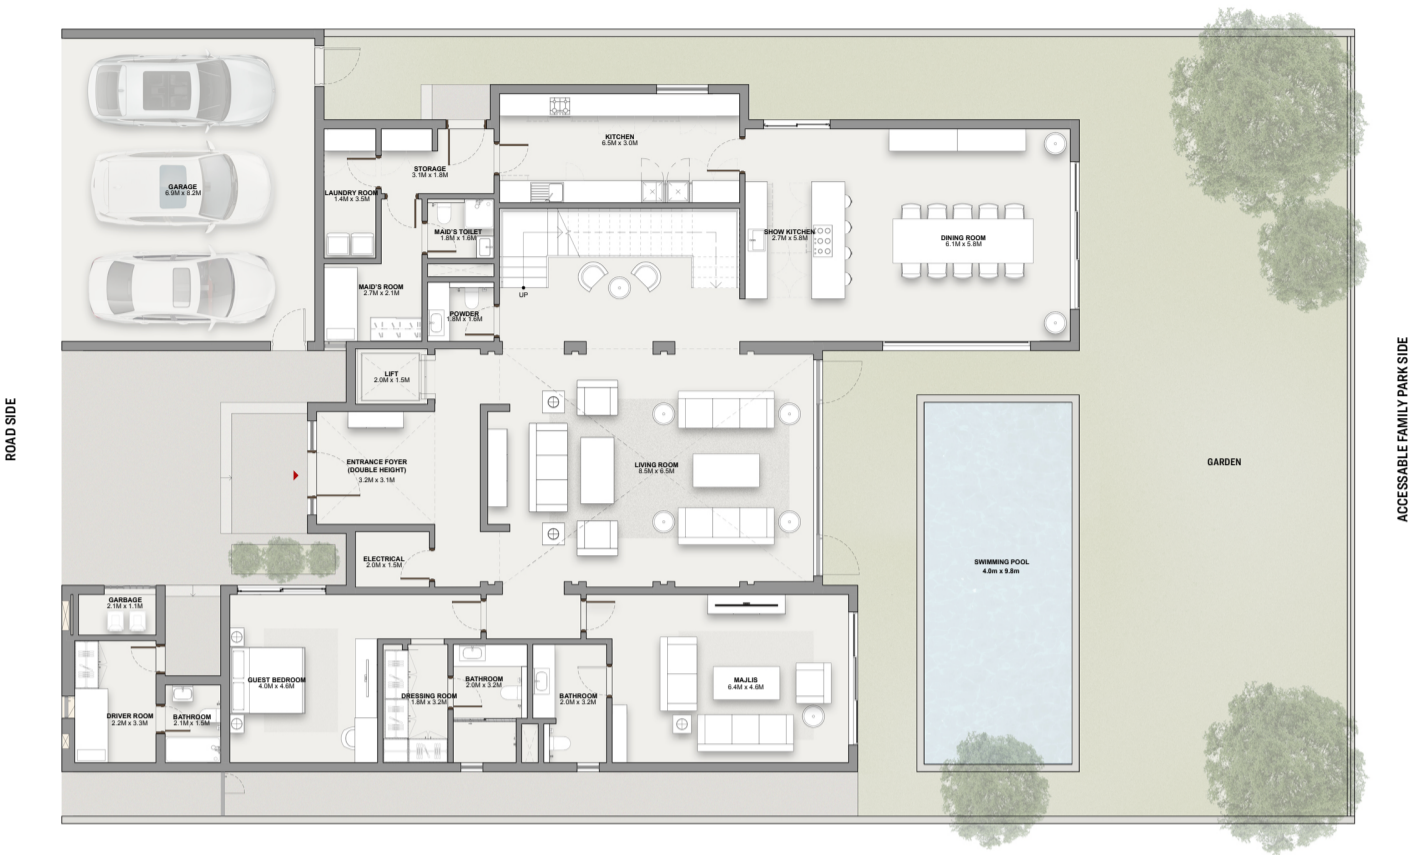 KITCHEN
6.5M x 3.0M
STORAGE
3.1M x 1.8M
GARAGE
6.9M x 8.2M
LAUNDRY ROOM
1.4M x 3.5M
MAID'S TOILET
1.8M x 1.6M
SHOW KITCHEN
2.7M x 5.8M
DINING ROOM
6.1M x 5.8M
MAID'S ROOM
2.7M x 2.1M
UP
POWDER
1.8M x 1.6M
LIFT
2.0M x 1.5M
ROAD SIDE
ACCESSABLE FAMILY PARK SIDE
ENTRANCE FOYER
(DOUBLE HEIGHT)
3.2M x 3.1M
LIVING ROOM
8.5M x 6.5M
GARDEN
ELECTRICAL
2.0M x 1.5M
SWIMMING POOL
4.0m x 9.8m
GARBAGE
2.1M x 1.1M
GUEST BEDROOM
4.0M x 4.6M
DRESSING ROOM
1.8M x 3.2M
BATHROOM
2.0M x 3.2M
BATHROOM
2.0M x 3.2M
MAJLIS
6.4M x 4.6M
DRIVER ROOM
2.2M x 3.3M
BATHROOM
2.1M x 1.5M